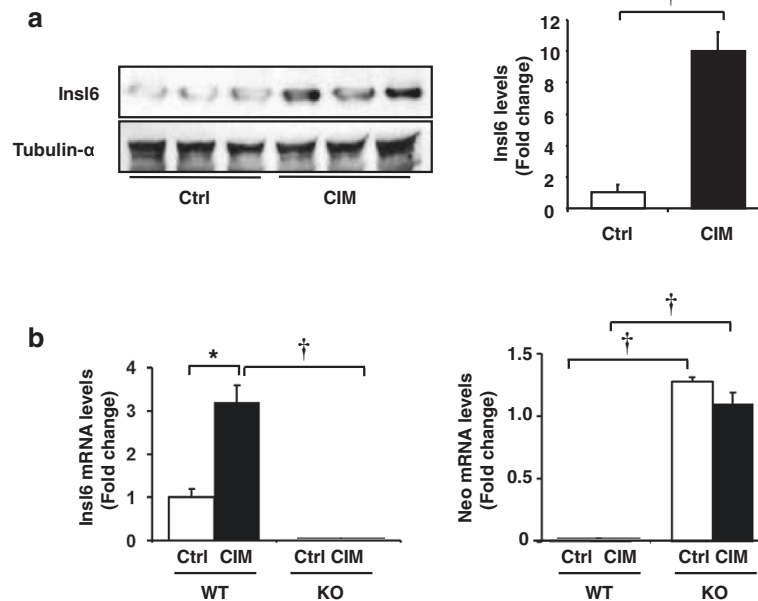 a
Insl6
Tubulin-α
Ctrl
CIM
Insl6 levels
(Fold change)
12
10
8
6
4
2
0
Ctrl
CIM
b
Insl6 mRNA levels
(Fold change)
4
3
2
1
0
*
†
Ctrl CIM
Ctrl CIM
WT
KO
Neo mRNA levels
(Fold change)
1.5
1.0
0.5
0
†
†
Ctrl CIM
Ctrl CIM
WT
KO